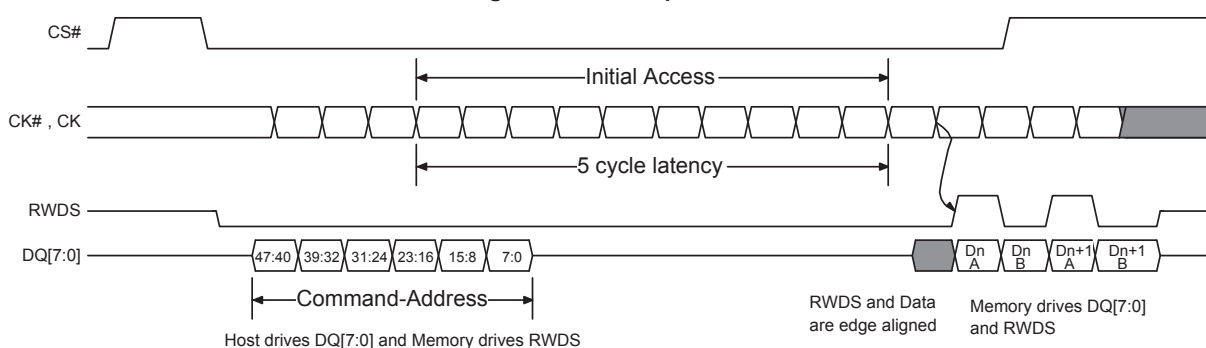 CS#
Initial Access
CK# , CK
5 cycle latency
RWDS
DQ[7:0]
47:40 39:32 31:24 23:16 15:8 7:0
Dn A Dn B Dn+1 A Dn+1 B
Command-Address
RWDS and Data
are edge aligned
Memory drives DQ[7:0]
and RWDS
Host drives DQ[7:0] and Memory drives RWDS